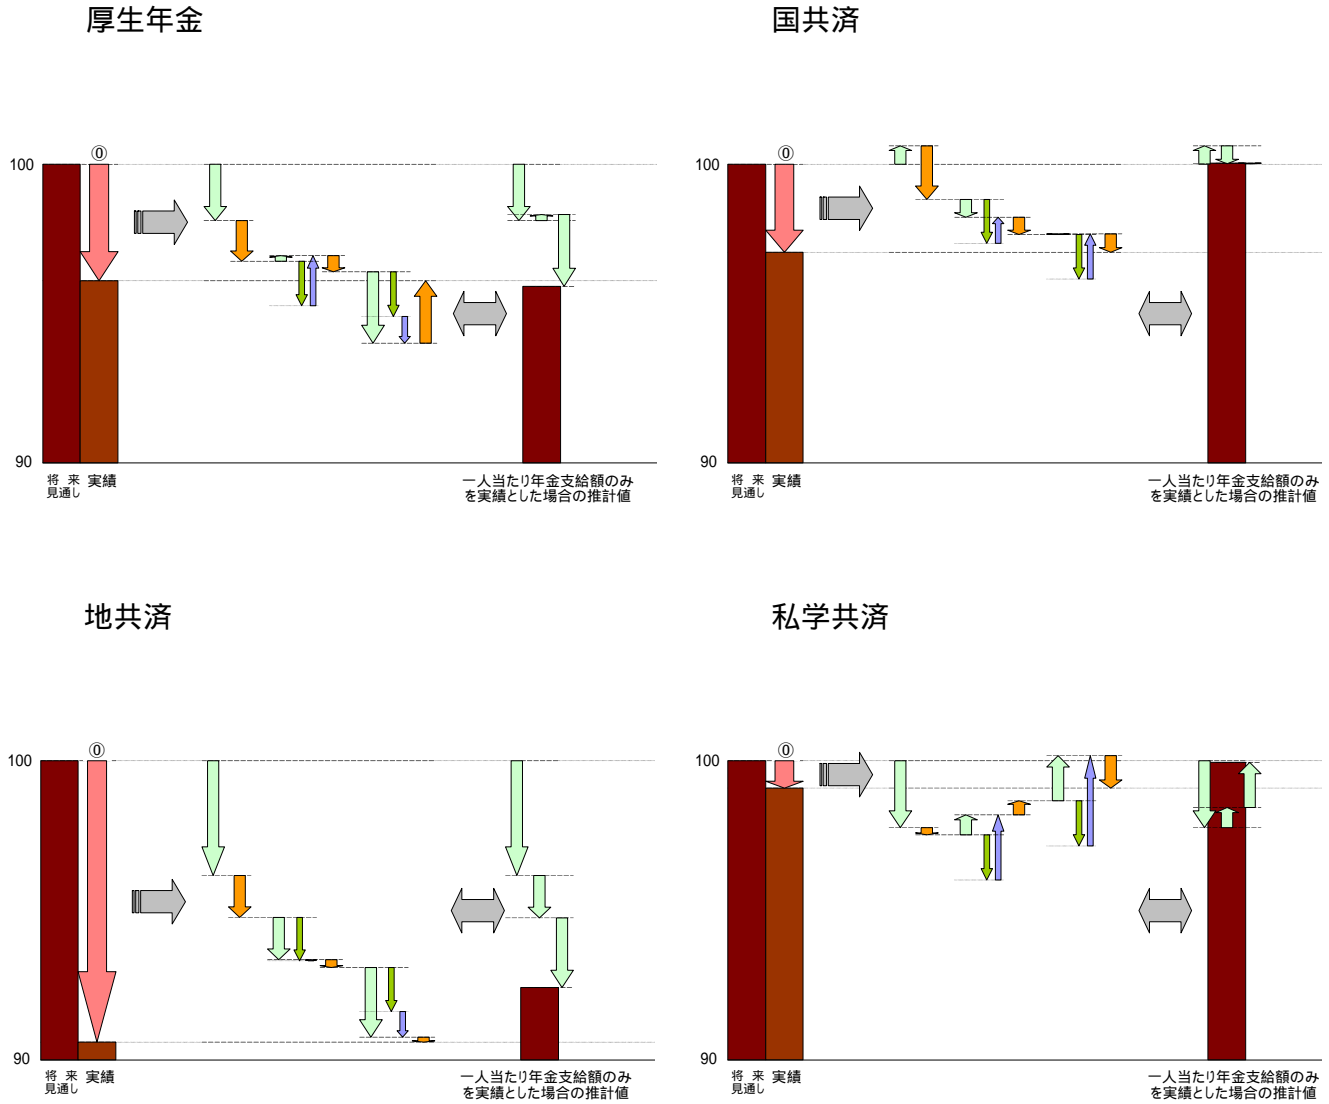 厚生年金
100
⓪
90
将 来
見通し
実績
一人当たり年金支給額のみ
を実績とした場合の推計値
国共済
100
⓪
90
将 来
見通し
実績
一人当たり年金支給額のみ
を実績とした場合の推計値
地共済
100
⓪
90
将 来
見通し
実績
一人当たり年金支給額のみ
を実績とした場合の推計値
私学共済
100
⓪
90
将 来
見通し
実績
一人当たり年金支給額のみ
を実績とした場合の推計値